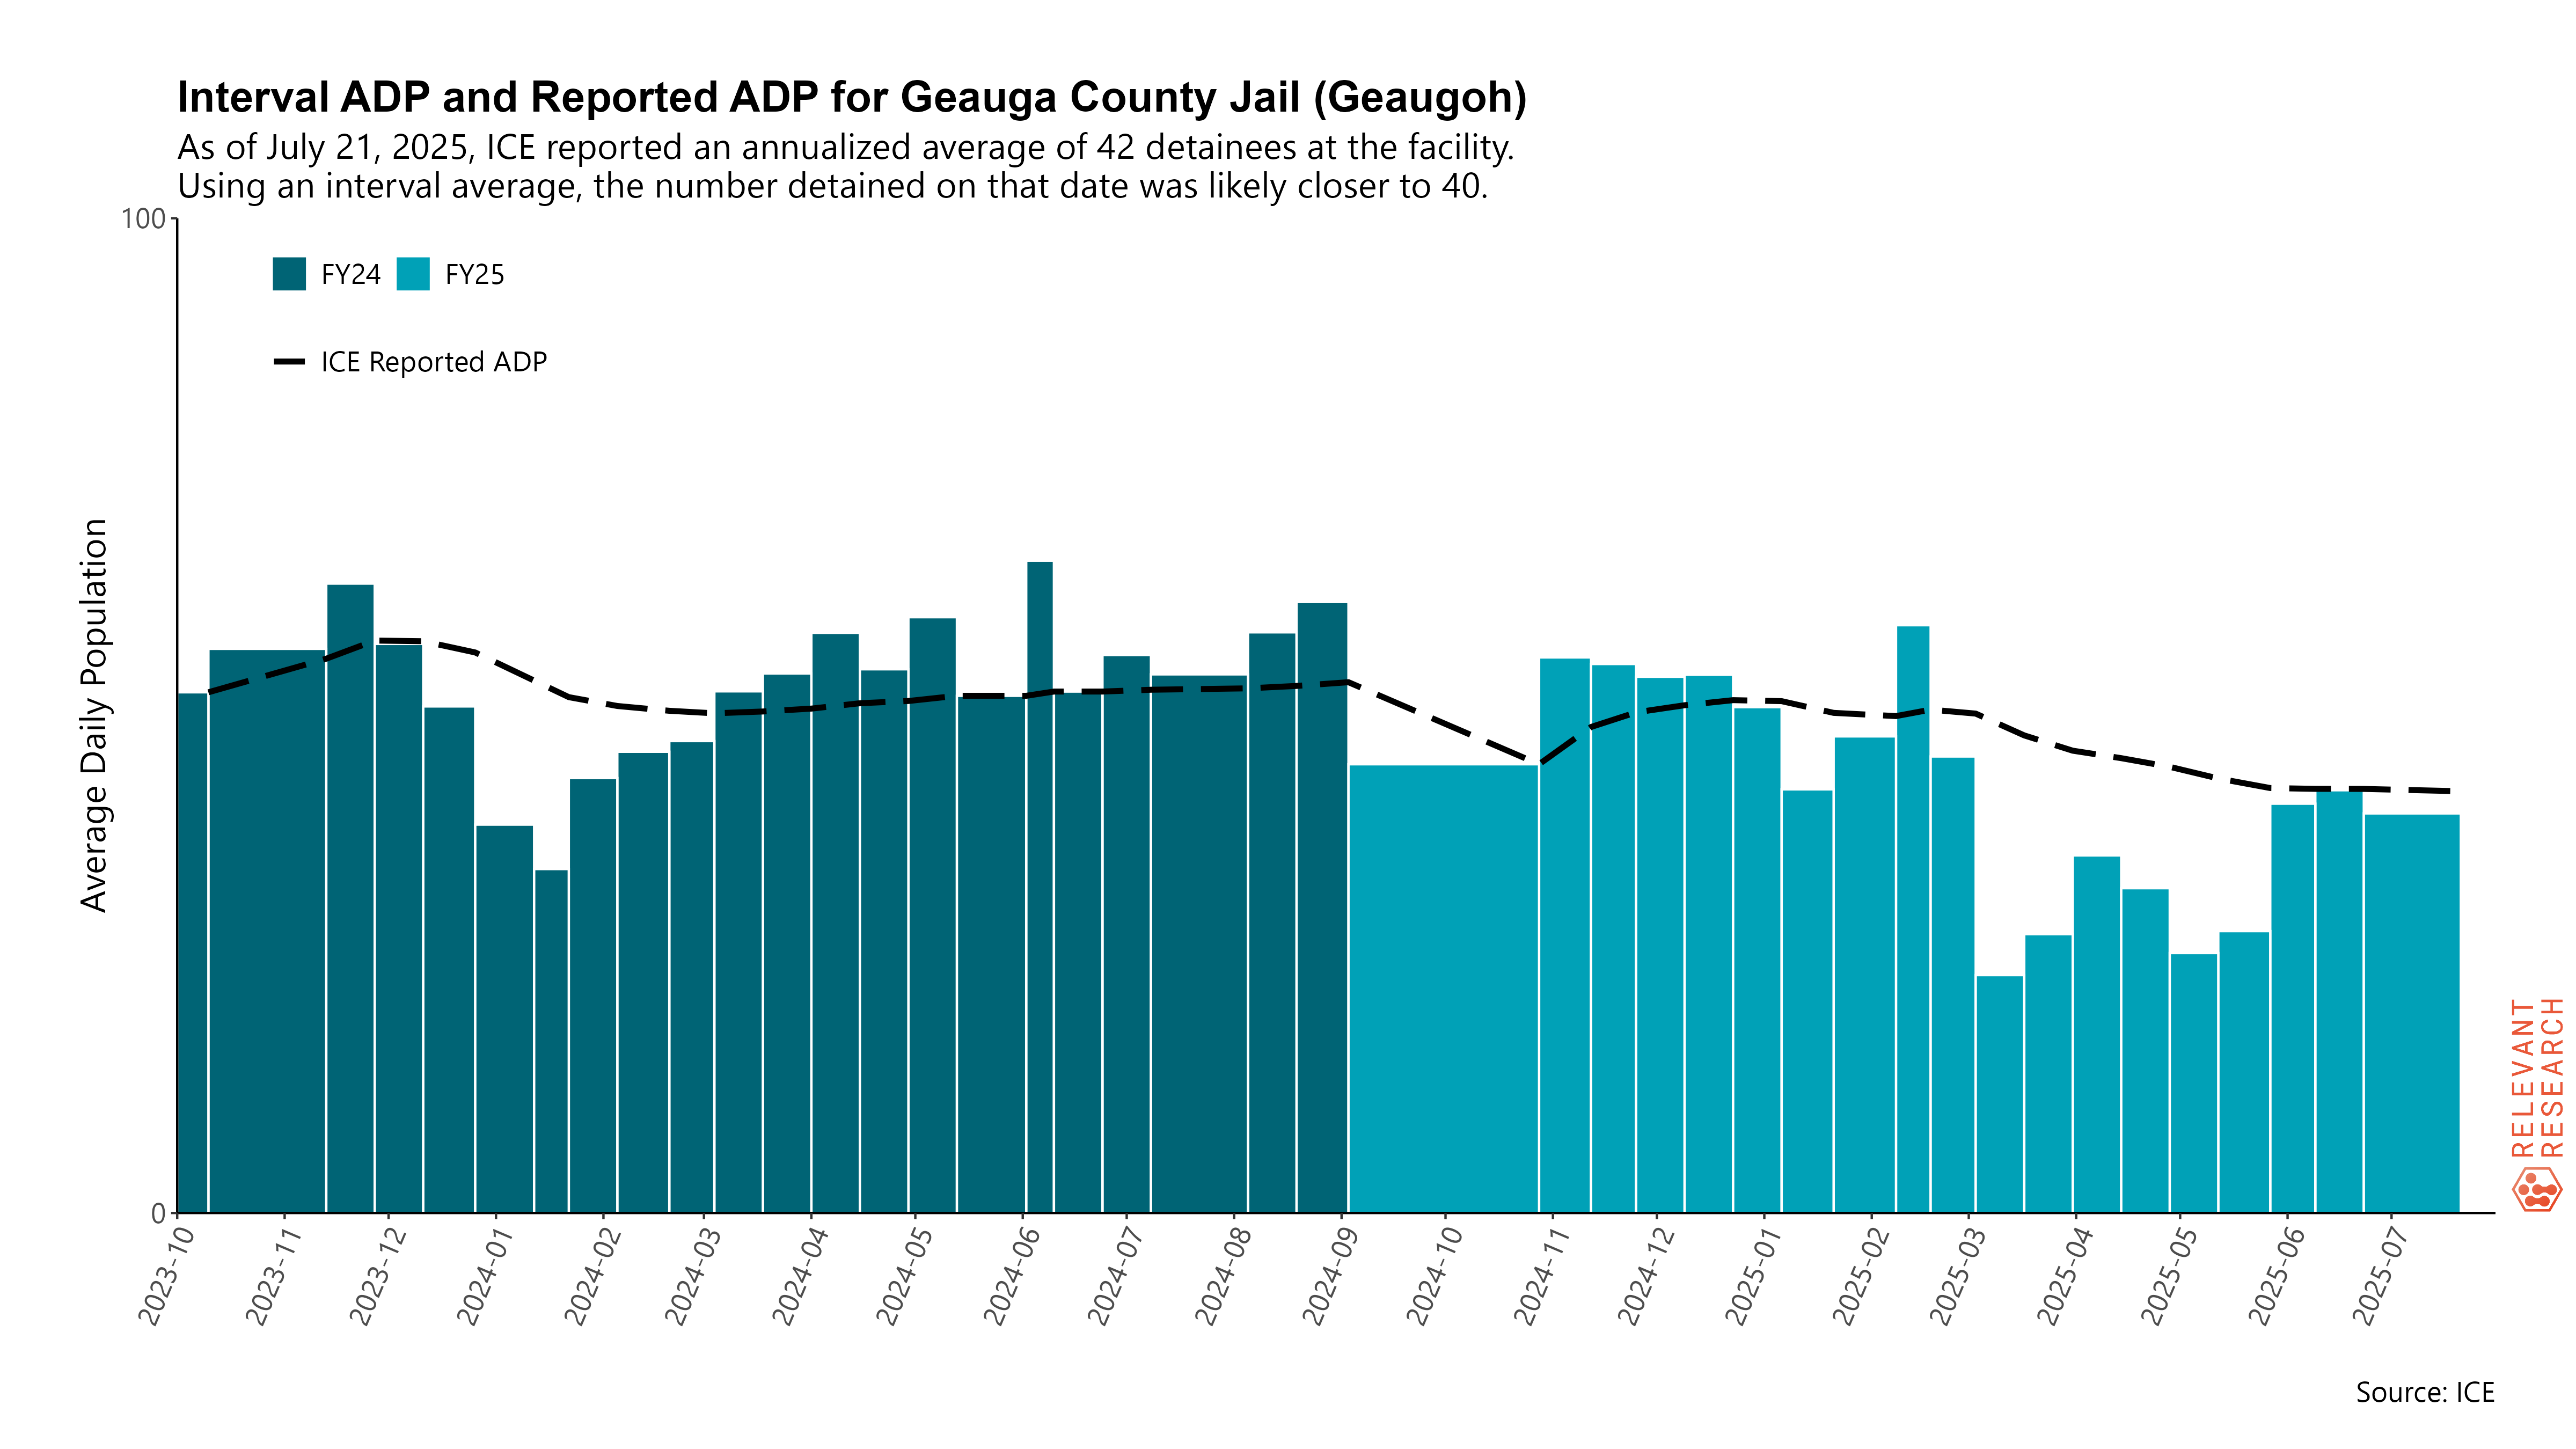 Interval ADP and Reported ADP for Geauga County Jail (Geaugoh)
As of July 21, 2025, ICE reported an annualized average of 42 detainees at the facility.
Using an interval average, the number detained on that date was likely closer to 40.
100
FY24
FY25
ICE Reported ADP
Average Daily Population
0
2023-10
2023-11
2023-12
2024-01
2024-02
2024-03
2024-04
2024-05
2024-06
2024-07
2024-08
2024-09
2024-10
2024-11
2024-12
2025-01
2025-02
2025-03
2025-04
2025-05
2025-06
2025-07
RELEVANT
RESEARCH
Source: ICE